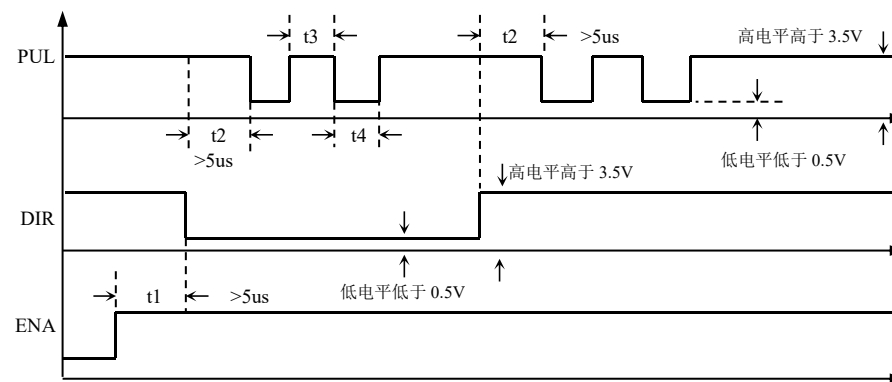 t3
t2
>5us
高电平高于 3.5V
PUL
t2
t4
>5us
低电平低于 0.5V
高电平高于 3.5V
DIR
t1
>5us
低电平低于 0.5V
ENA